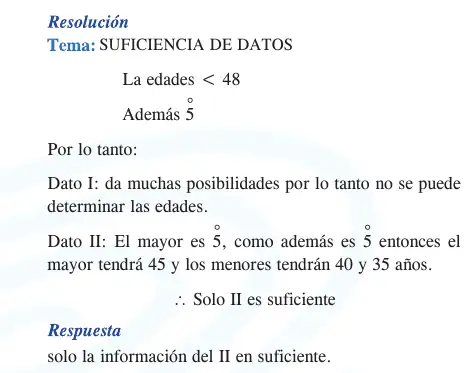 Resolución
Tema: SUFICIENCIA DE DATOS
La edades < 48
Además 5̊
Por lo tanto:
Dato I: da muchas posibilidades por lo tanto no se puede
determinar las edades.
Dato II: El mayor es 5̊, como además es 5̊ entonces el
mayor tendrá 45 y los menores tendrán 40 y 35 años.
∴ Solo II es suficiente
Respuesta
solo la información del II en suficiente.